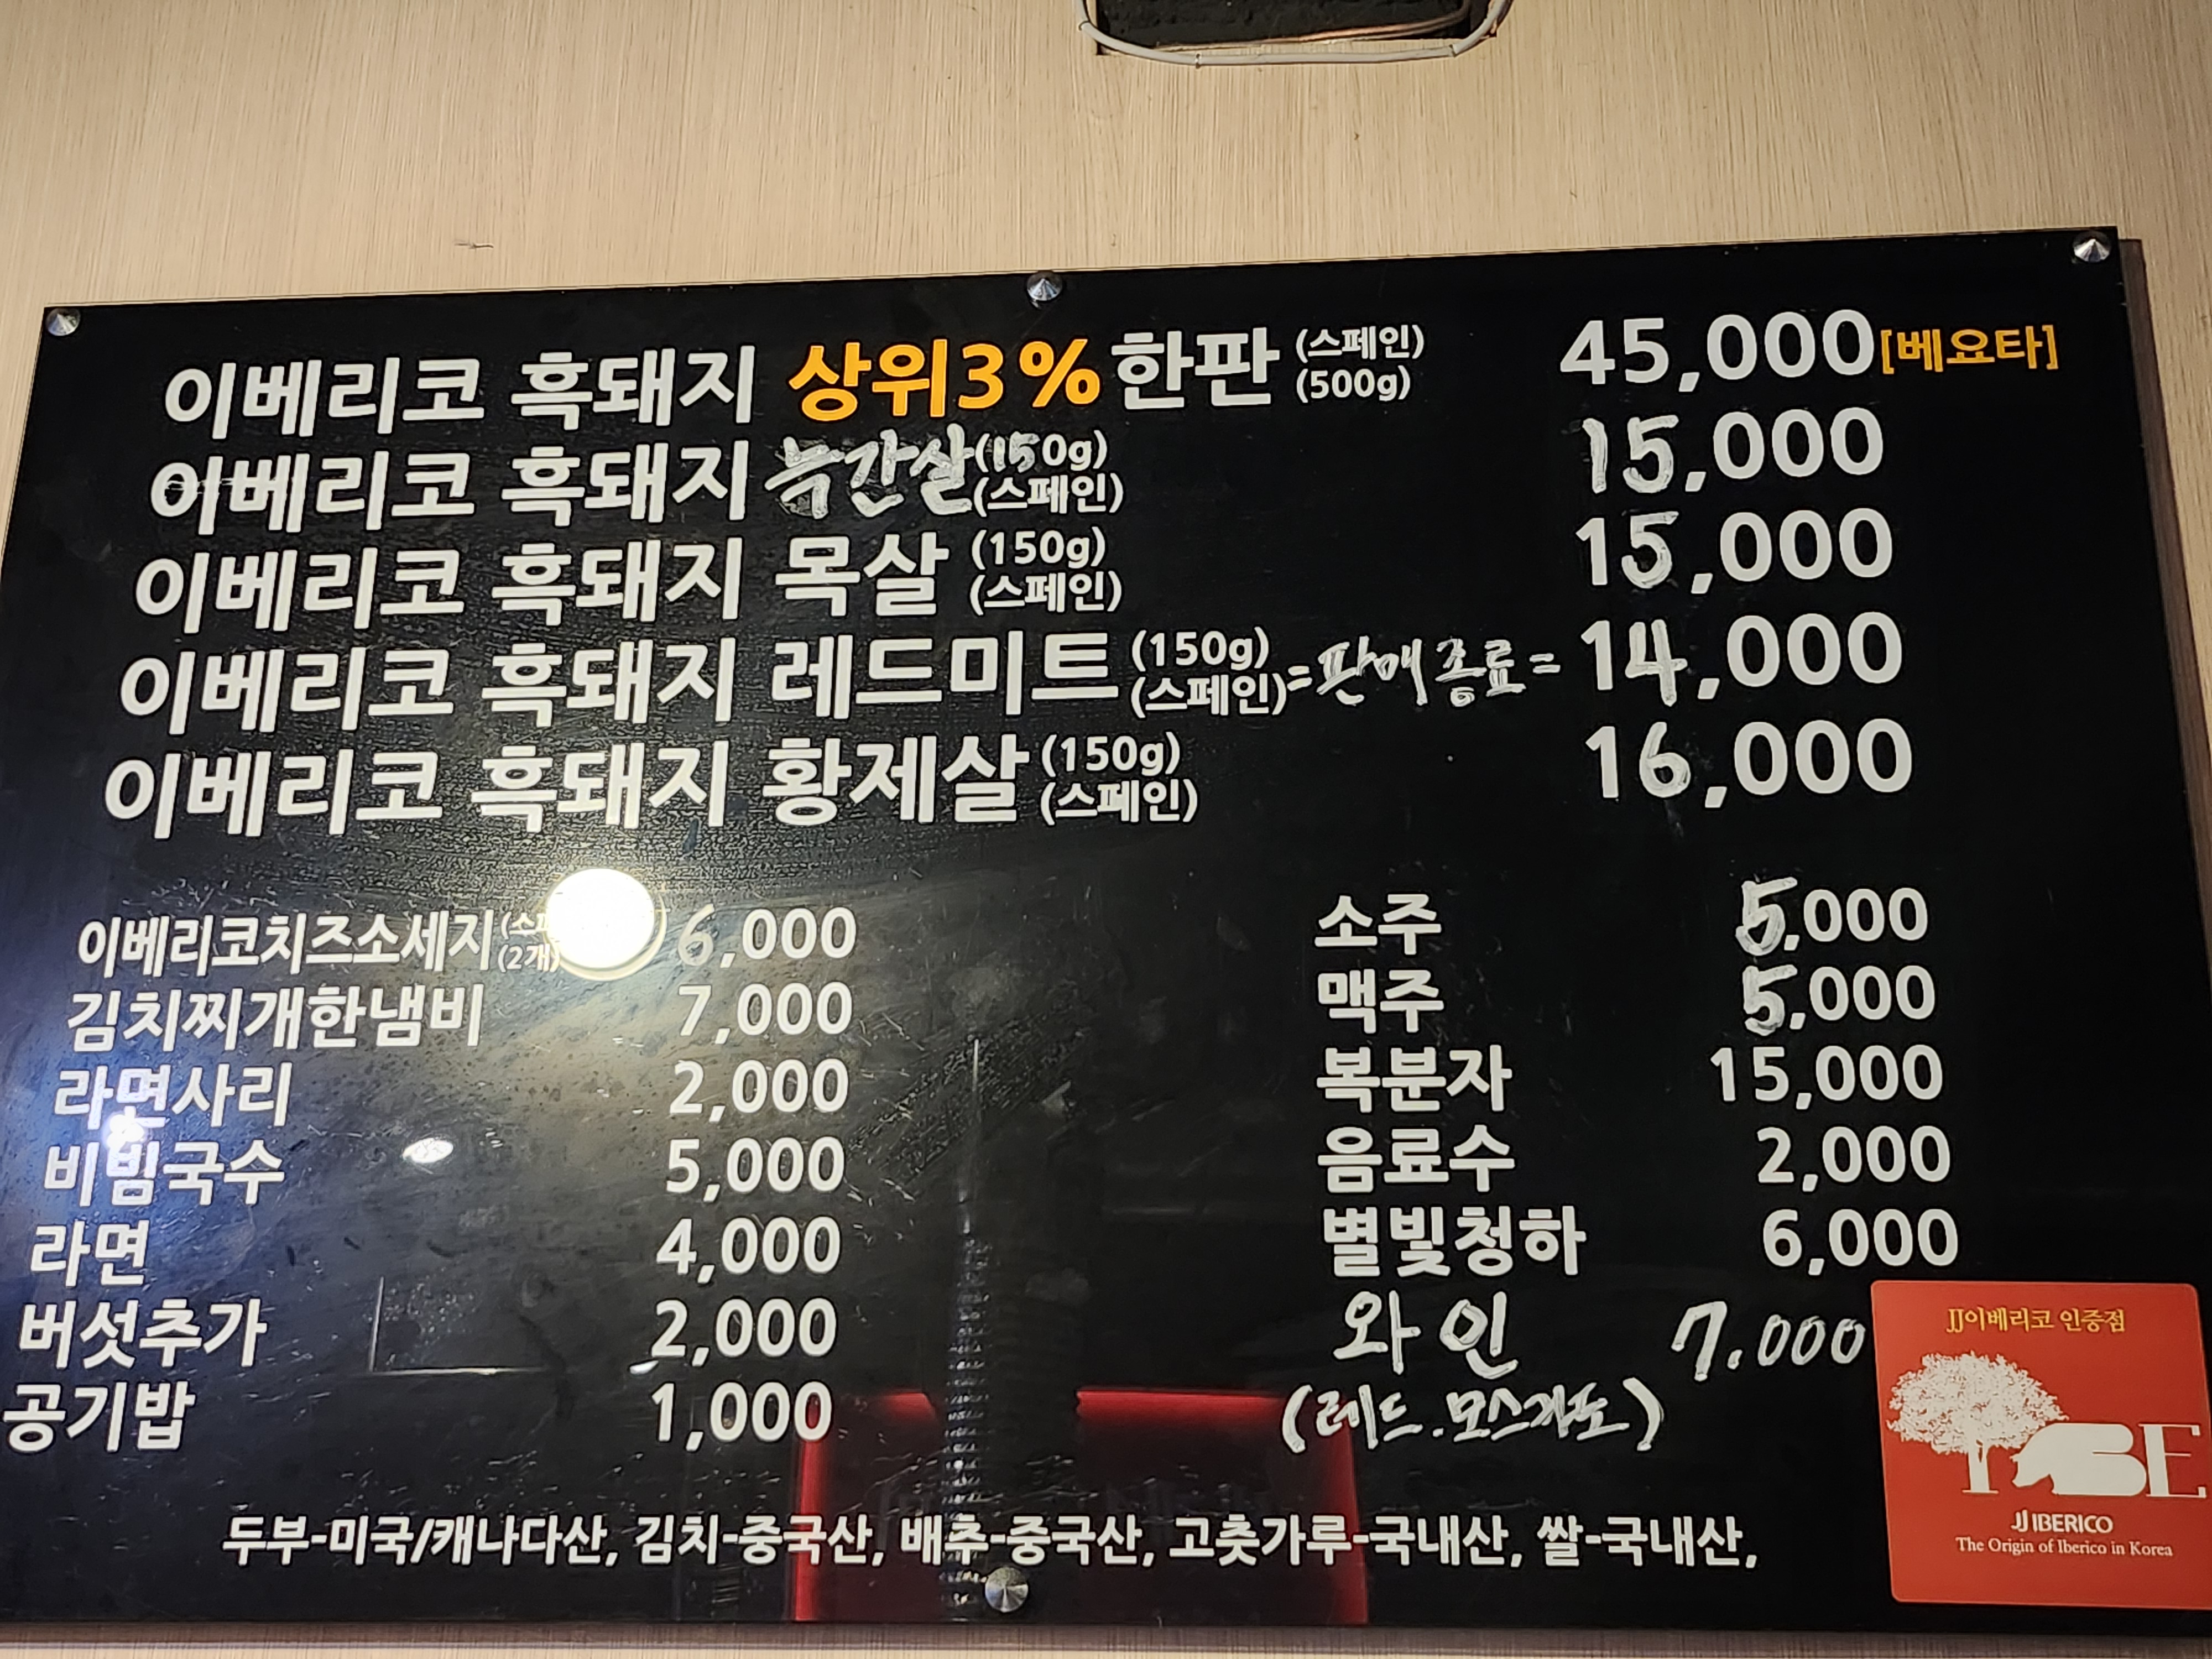 이베리코 흑돼지 상위3%한판 (스페인) (500g) 45,000 [베요타]
이베리코 흑돼지 늑간살 (150g) (스페인) 15,000
이베리코 흑돼지 목살 (150g) (스페인) 15,000
이베리코 흑돼지 레드미트 (150g) (스페인) =판매종료= 14,000
이베리코 흑돼지 황제살 (150g) (스페인) 16,000
이베리코치즈소세지 (2개) 6,000
김치찌개한냄비 7,000
라면사리 2,000
비빔국수 5,000
라면 4,000
버섯추가 2,000
공기밥 1,000
소주 5,000
맥주 5,000
복분자 15,000
음료수 2,000
별빛청하 6,000
와인 7.000
(레드.모스카토)
두부-미국/캐나다산, 김치-중국산, 배추-중국산, 고춧가루-국내산, 쌀-국내산,
JJ이베리코 인증점
IBE
JJ IBERICO
The Origin of Iberico in Korea